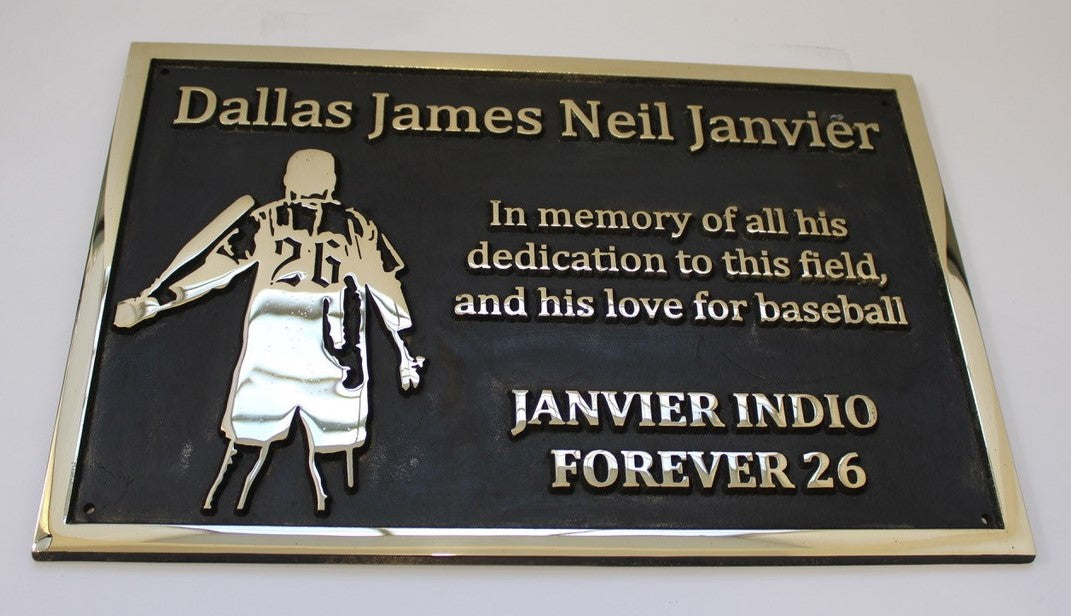 Dallas James Neil Janvier
26
In memory of all his
dedication to this field,
and his love for baseball
JANVIER INDIO
FOREVER 26